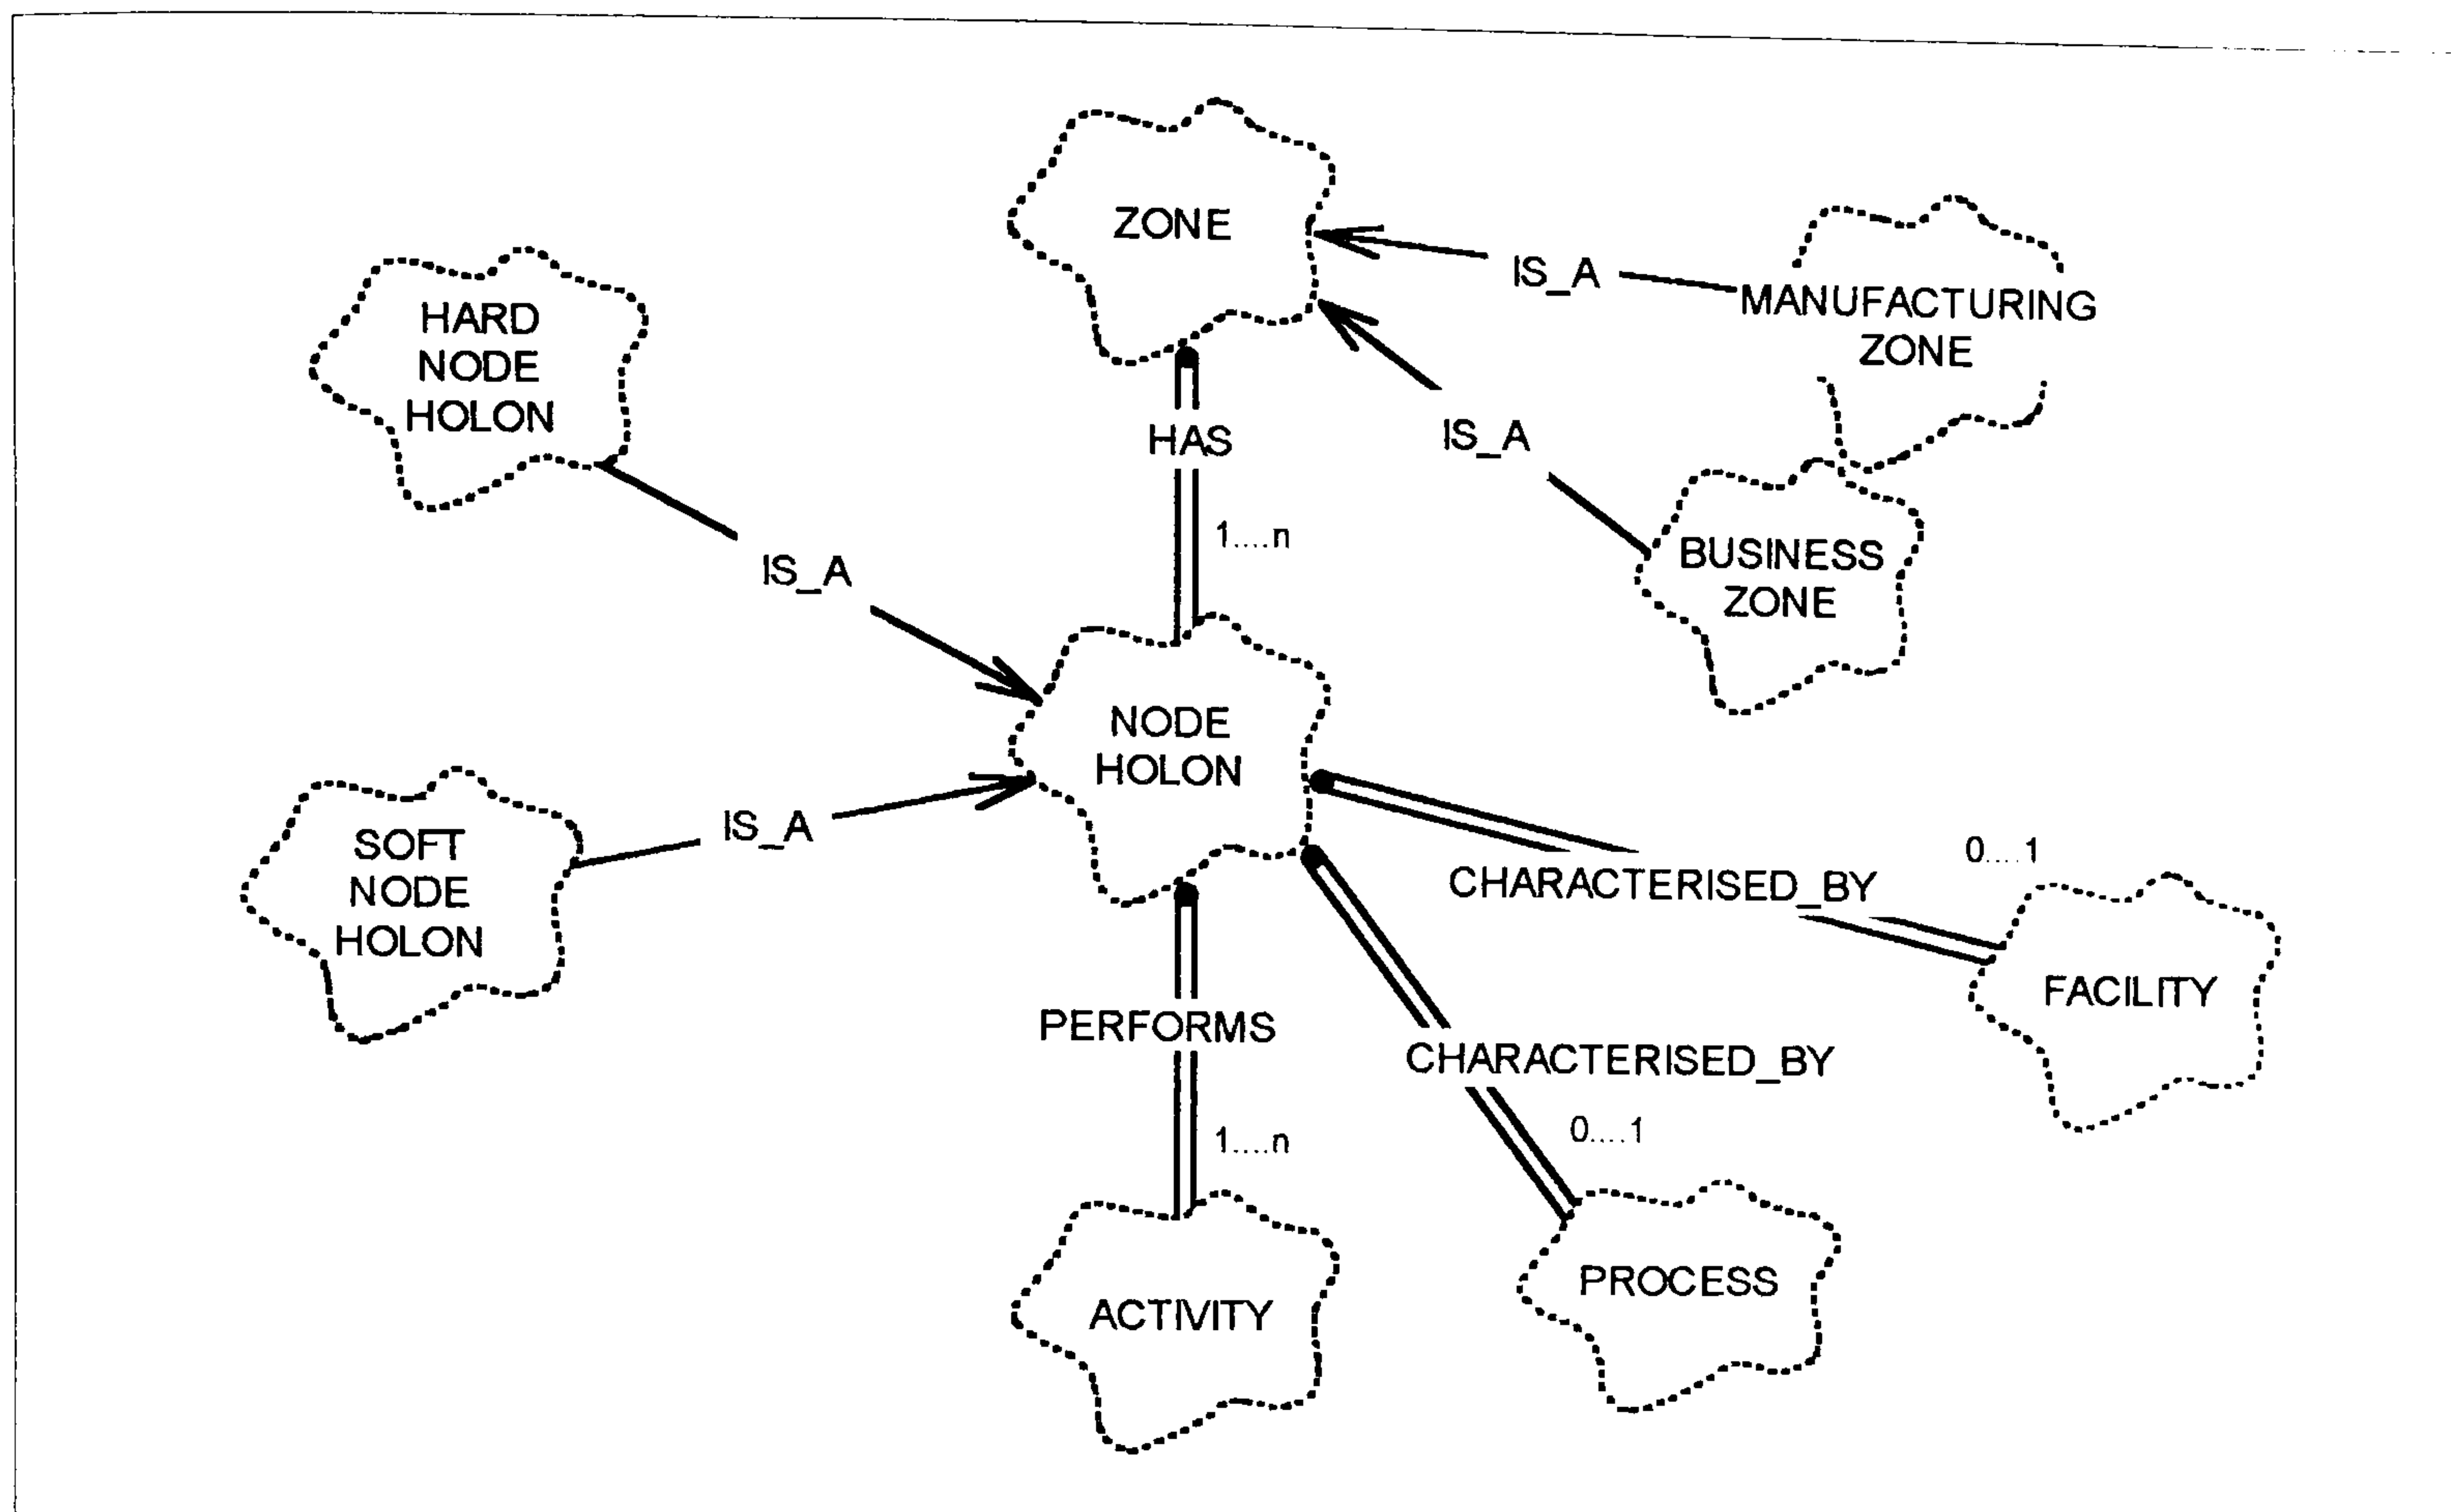 ZONE
IS_A
MANUFACTURING
ZONE
HARD
NODE
HOLON
HAS
IS_A
1....n
BUSINESS
ZONE
IS_A
NODE
HOLON
SOFT
NODE
HOLON
IS_A
0....1
CHARACTERISED_BY
FACILITY
PERFORMS
CHARACTERISED_BY
1....n
0....1
PROCESS
ACTIVITY